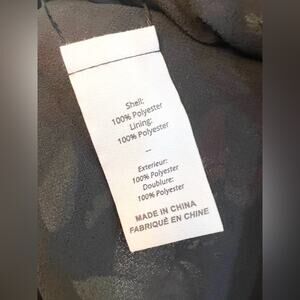 Shell:
100% Polyester
Lining:
100% Polyester
--
Exterieur:
100% Polyester
Doublure:
100% Polyester
MADE IN CHINA
FABRIQUÉ EN CHINE